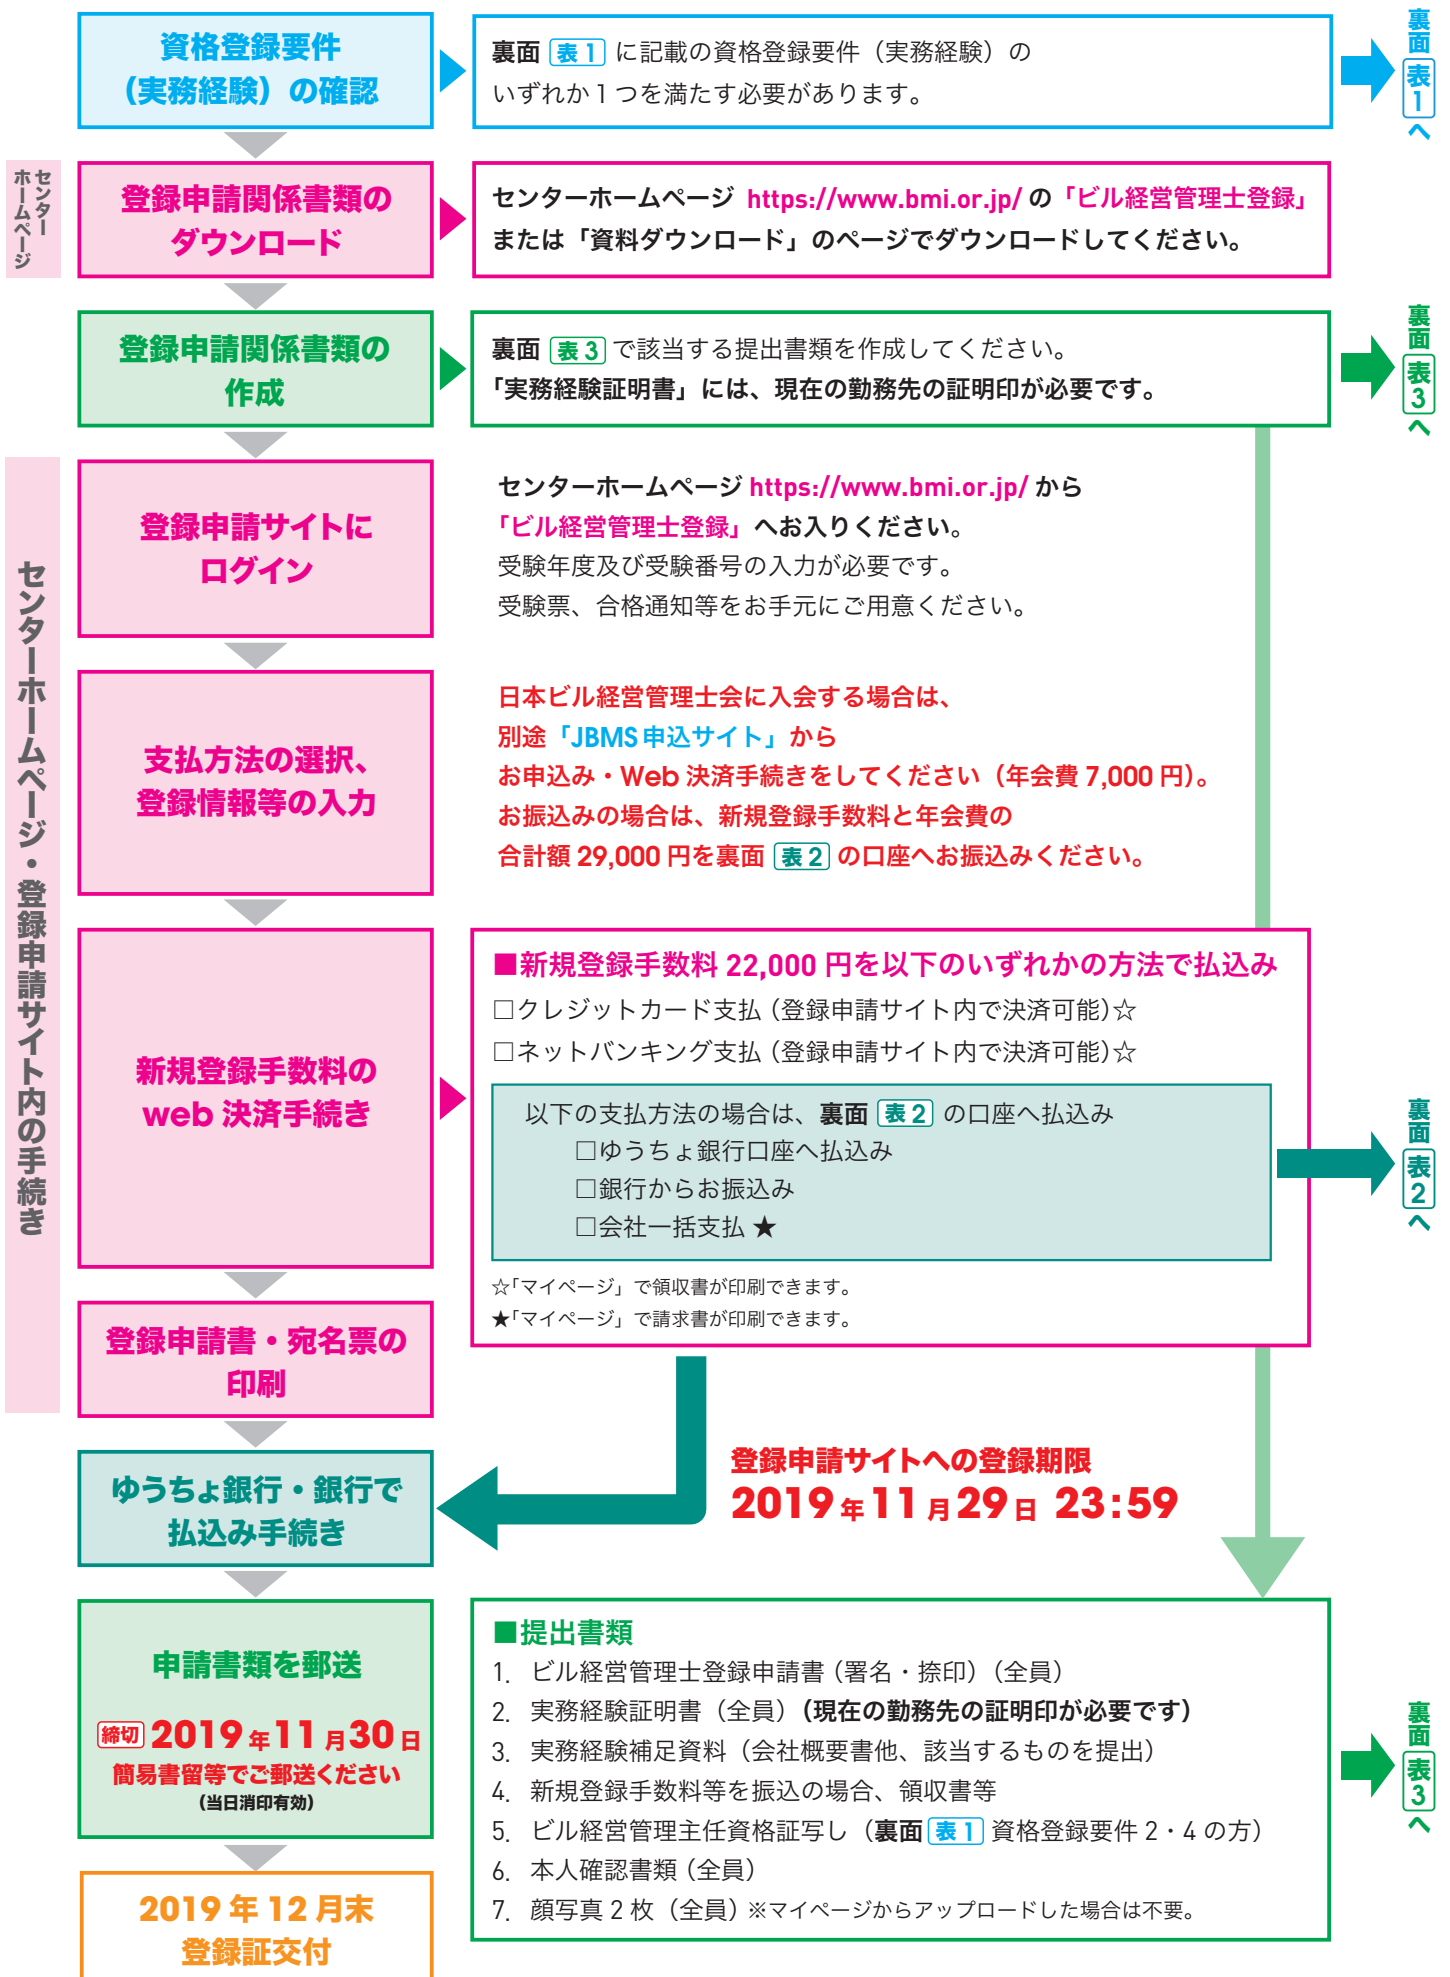 資格登録要件
（実務経験）の確認
裏面 表1 に記載の資格登録要件（実務経験）の
いずれか1つを満たす必要があります。
裏面 表1 へ
センター
ホームページ
登録申請関係書類の
ダウンロード
センターホームページ https://www.bmi.or.jp/ の「ビル経営管理士登録」
または「資料ダウンロード」のページでダウンロードしてください。
登録申請関係書類の
作成
裏面 表3 で該当する提出書類を作成してください。
「実務経験証明書」には、現在の勤務先の証明印が必要です。
裏面 表3 へ
センターホームページ・登録申請サイト内の手続き
登録申請サイトに
ログイン
センターホームページ https://www.bmi.or.jp/ から
「ビル経営管理士登録」へお入りください。
受験年度及び受験番号の入力が必要です。
受験票、合格通知等をお手元にご用意ください。
支払方法の選択、
登録情報等の入力
日本ビル経営管理士会に入会する場合は、
別途「JBMS申込サイト」から
お申込み・Web 決済手続きをしてください（年会費 7,000 円）。
お振込みの場合は、新規登録手数料と年会費の
合計額 29,000 円を裏面 表2 の口座へお振込みください。
新規登録手数料の
web 決済手続き
■新規登録手数料 22,000 円を以下のいずれかの方法で払込み
□クレジットカード支払（登録申請サイト内で決済可能）☆
□ネットバンキング支払（登録申請サイト内で決済可能）☆
以下の支払方法の場合は、裏面 表2 の口座へ払込み
□ゆうちょ銀行口座へ払込み
□銀行からお振込み
□会社一括支払 ★
☆「マイページ」で領収書が印刷できます。
★「マイページ」で請求書が印刷できます。
裏面 表2 へ
登録申請書・宛名票の
印刷
ゆうちょ銀行・銀行で
払込み手続き
登録申請サイトへの登録期限
2019年11月29日 23:59
申請書類を郵送
締切 2019年11月30日
簡易書留等でご郵送ください
（当日消印有効）
■提出書類
1. ビル経営管理士登録申請書（署名・捺印）（全員）
2. 実務経験証明書（全員）（現在の勤務先の証明印が必要です）
3. 実務経験補足資料（会社概要書他、該当するものを提出）
4. 新規登録手数料等を振込の場合、領収書等
5. ビル経営管理主任資格証写し（裏面 表1 資格登録要件 2・4 の方）
6. 本人確認書類（全員）
7. 顔写真 2 枚（全員）※マイページからアップロードした場合は不要。
裏面 表3 へ
2019 年 12 月末
登録証交付